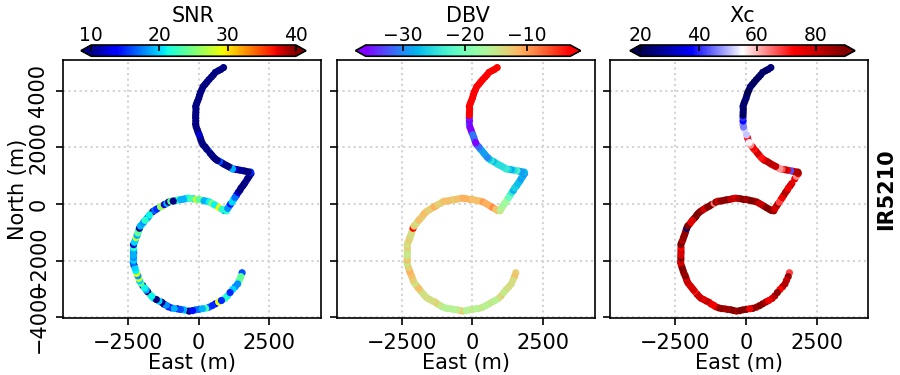 SNR DBV Xc
10 20 30 40 −30 −20 −10 20 40 60 80
North (m)
4000
2000
0
−2000
−4000
−2500 0 2500 −2500 0 2500 −2500 0 2500
East (m) East (m) East (m)
IR5210